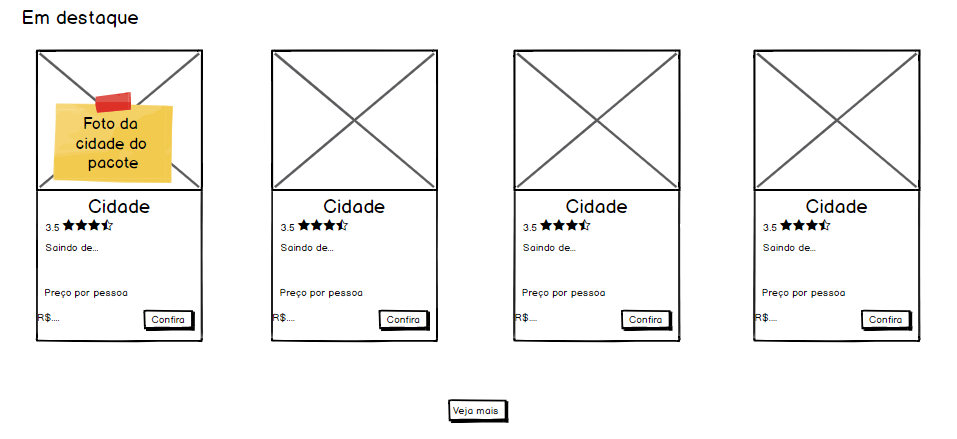 Em destaque
Foto da
cidade do
pacote
Cidade
3.5
Saindo de...
Preço por pessoa
R$....
Confira
Cidade
3.5
Saindo de...
Preço por pessoa
R$....
Confira
Cidade
3.5
Saindo de...
Preço por pessoa
R$....
Confira
Cidade
3.5
Saindo de...
Preço por pessoa
R$....
Confira
Veja mais